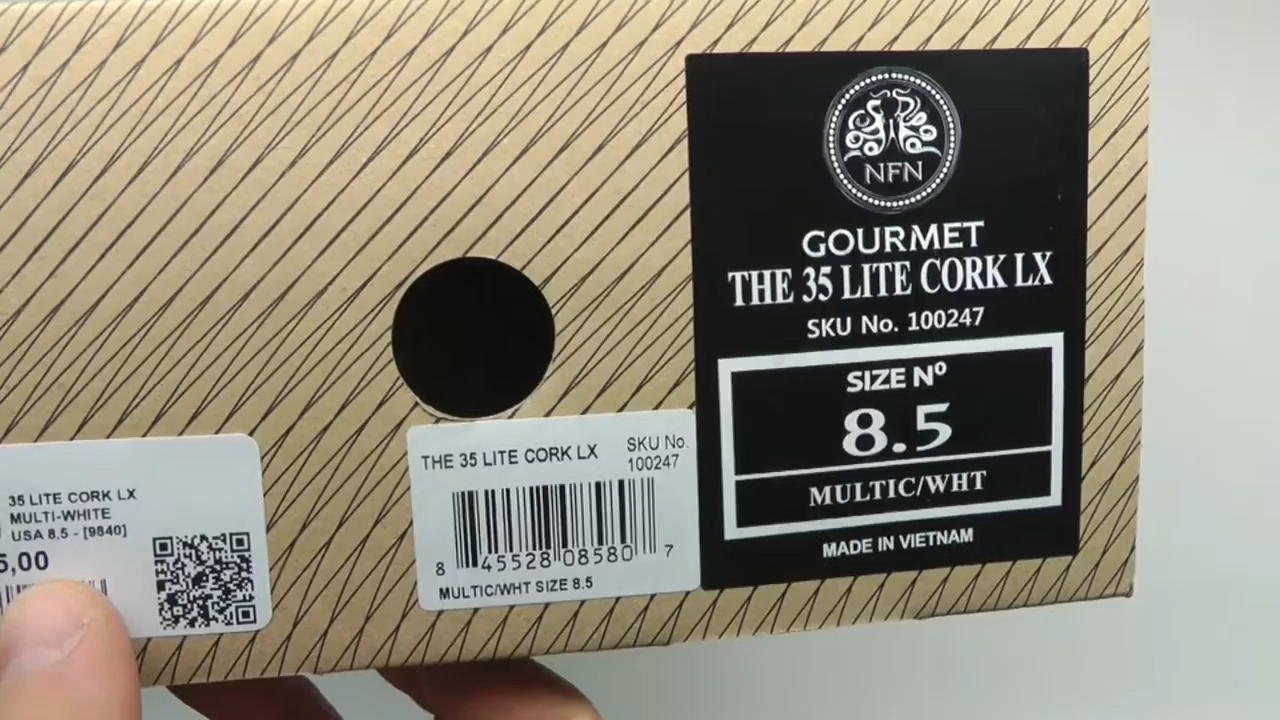 NFN
GOURMET
THE 35 LITE CORK LX
SKU No. 100247
SIZE Nº
8.5
MULTIC/WHT
MADE IN VIETNAM
THE 35 LITE CORK LX
SKU No.
100247
8 45528 08580 7
MULTIC/WHT SIZE 8.5
35 LITE CORK LX
MULTI-WHITE
USA 8.5 - [9840]
5,00